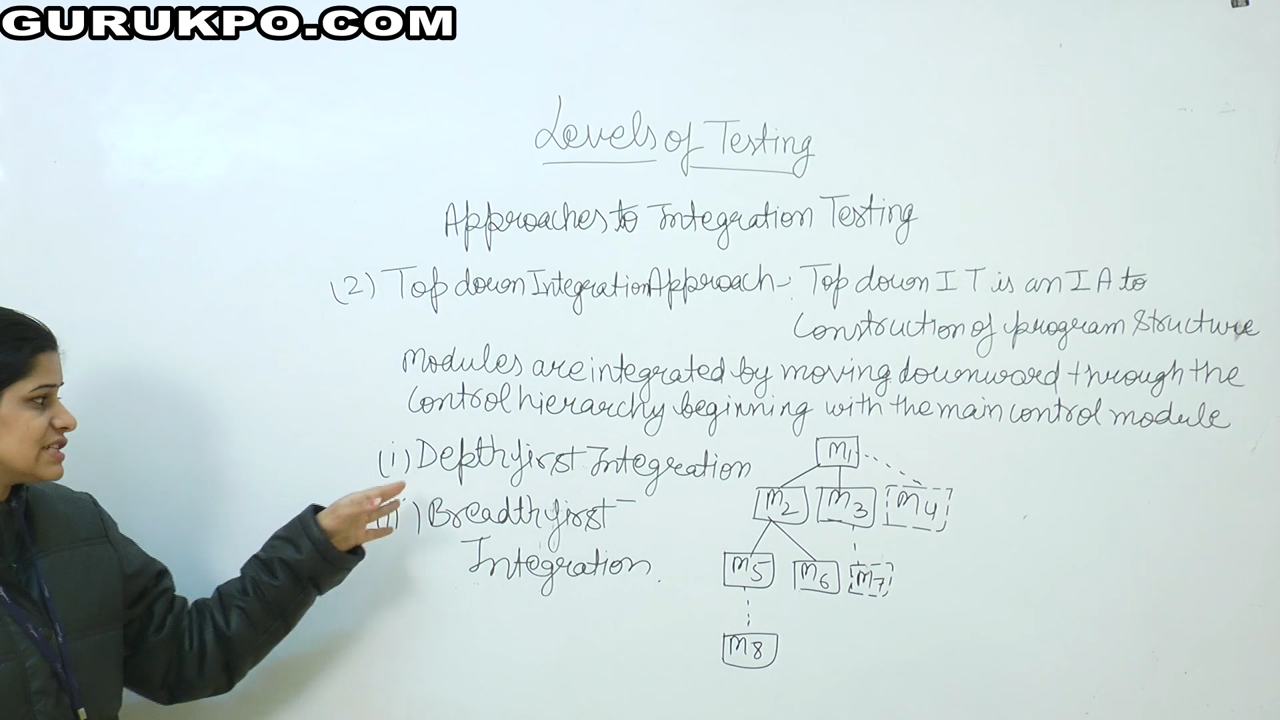 GURUKPO.COM
Levels of Testing
Approaches to Integration Testing
(2) Top down Integration Approach :- Top down I T is an I A to
construction of program structure
Modules are integrated by moving downward through the
control hierarchy beginning with the main control module
(i) Depth first Integration
) Breadth first
Integration.
M1
M2 M3 M4
M5 M6 M7
M8